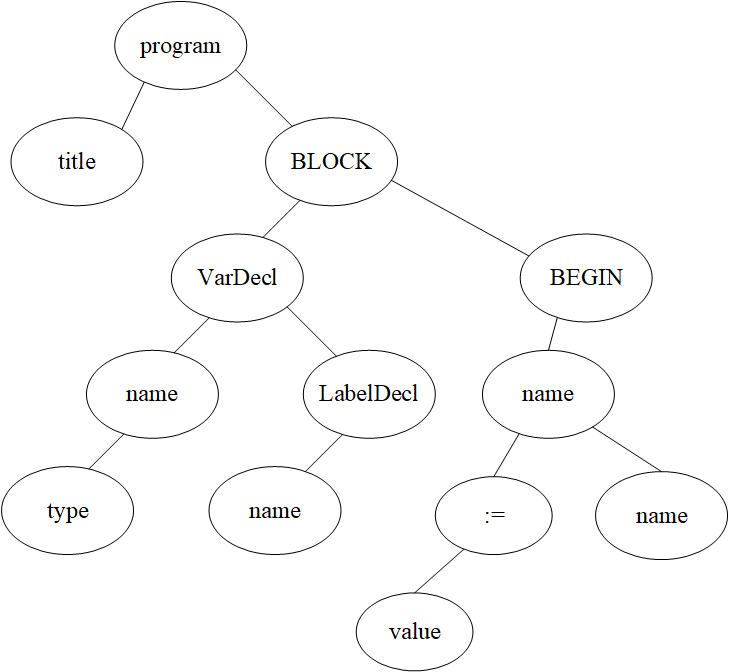 program
title
BLOCK
VarDecl
BEGIN
name
LabelDecl
name
type
name
:=
name
value